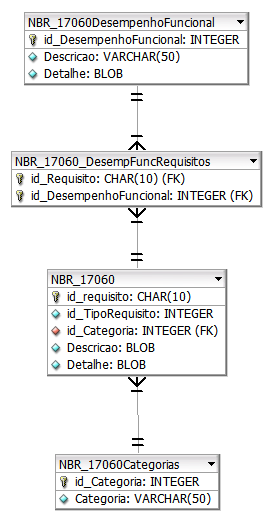 NBR_17060DesempenhoFuncional
id_DesempenhoFuncional: INTEGER
Descricao: VARCHAR(50)
Detalhe: BLOB
NBR_17060_DesempFuncRequisitos
id_Requisito: CHAR(10) (FK)
id_DesempenhoFuncional: INTEGER (FK)
NBR_17060
id_requisito: CHAR(10)
id_TipoRequisito: INTEGER
id_Categoria: INTEGER (FK)
Descricao: BLOB
Detalhe: BLOB
NBR_17060Categorias
id_Categoria: INTEGER
Categoria: VARCHAR(50)